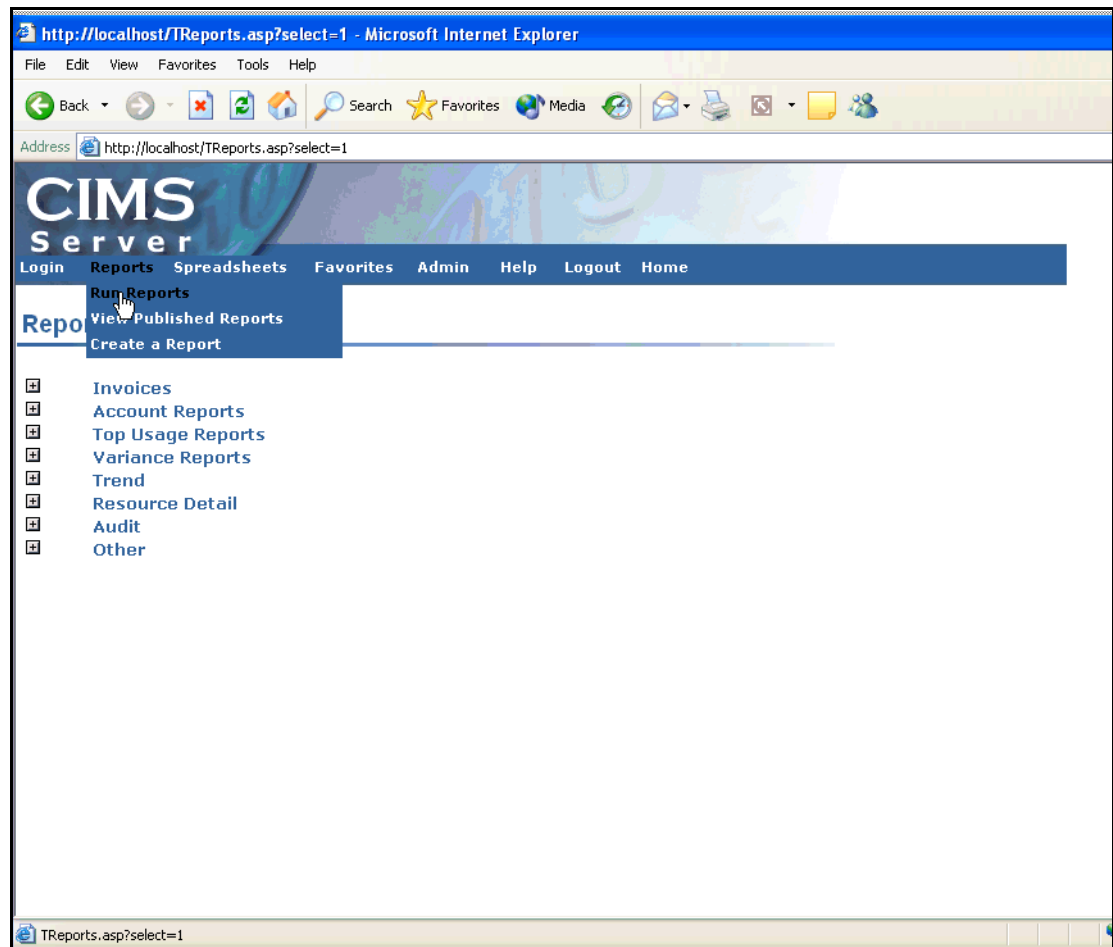 http://localhost/TReports.asp?select=1 - Microsoft Internet Explorer
File Edit View Favorites Tools Help
Back Search Favorites Media
Address http://localhost/TReports.asp?select=1
CIMS
Server
Login Reports Spreadsheets Favorites Admin Help Logout Home
Run Reports
View Published Reports
Create a Report
Repo
Invoices
Account Reports
Top Usage Reports
Variance Reports
Trend
Resource Detail
Audit
Other
TReports.asp?select=1